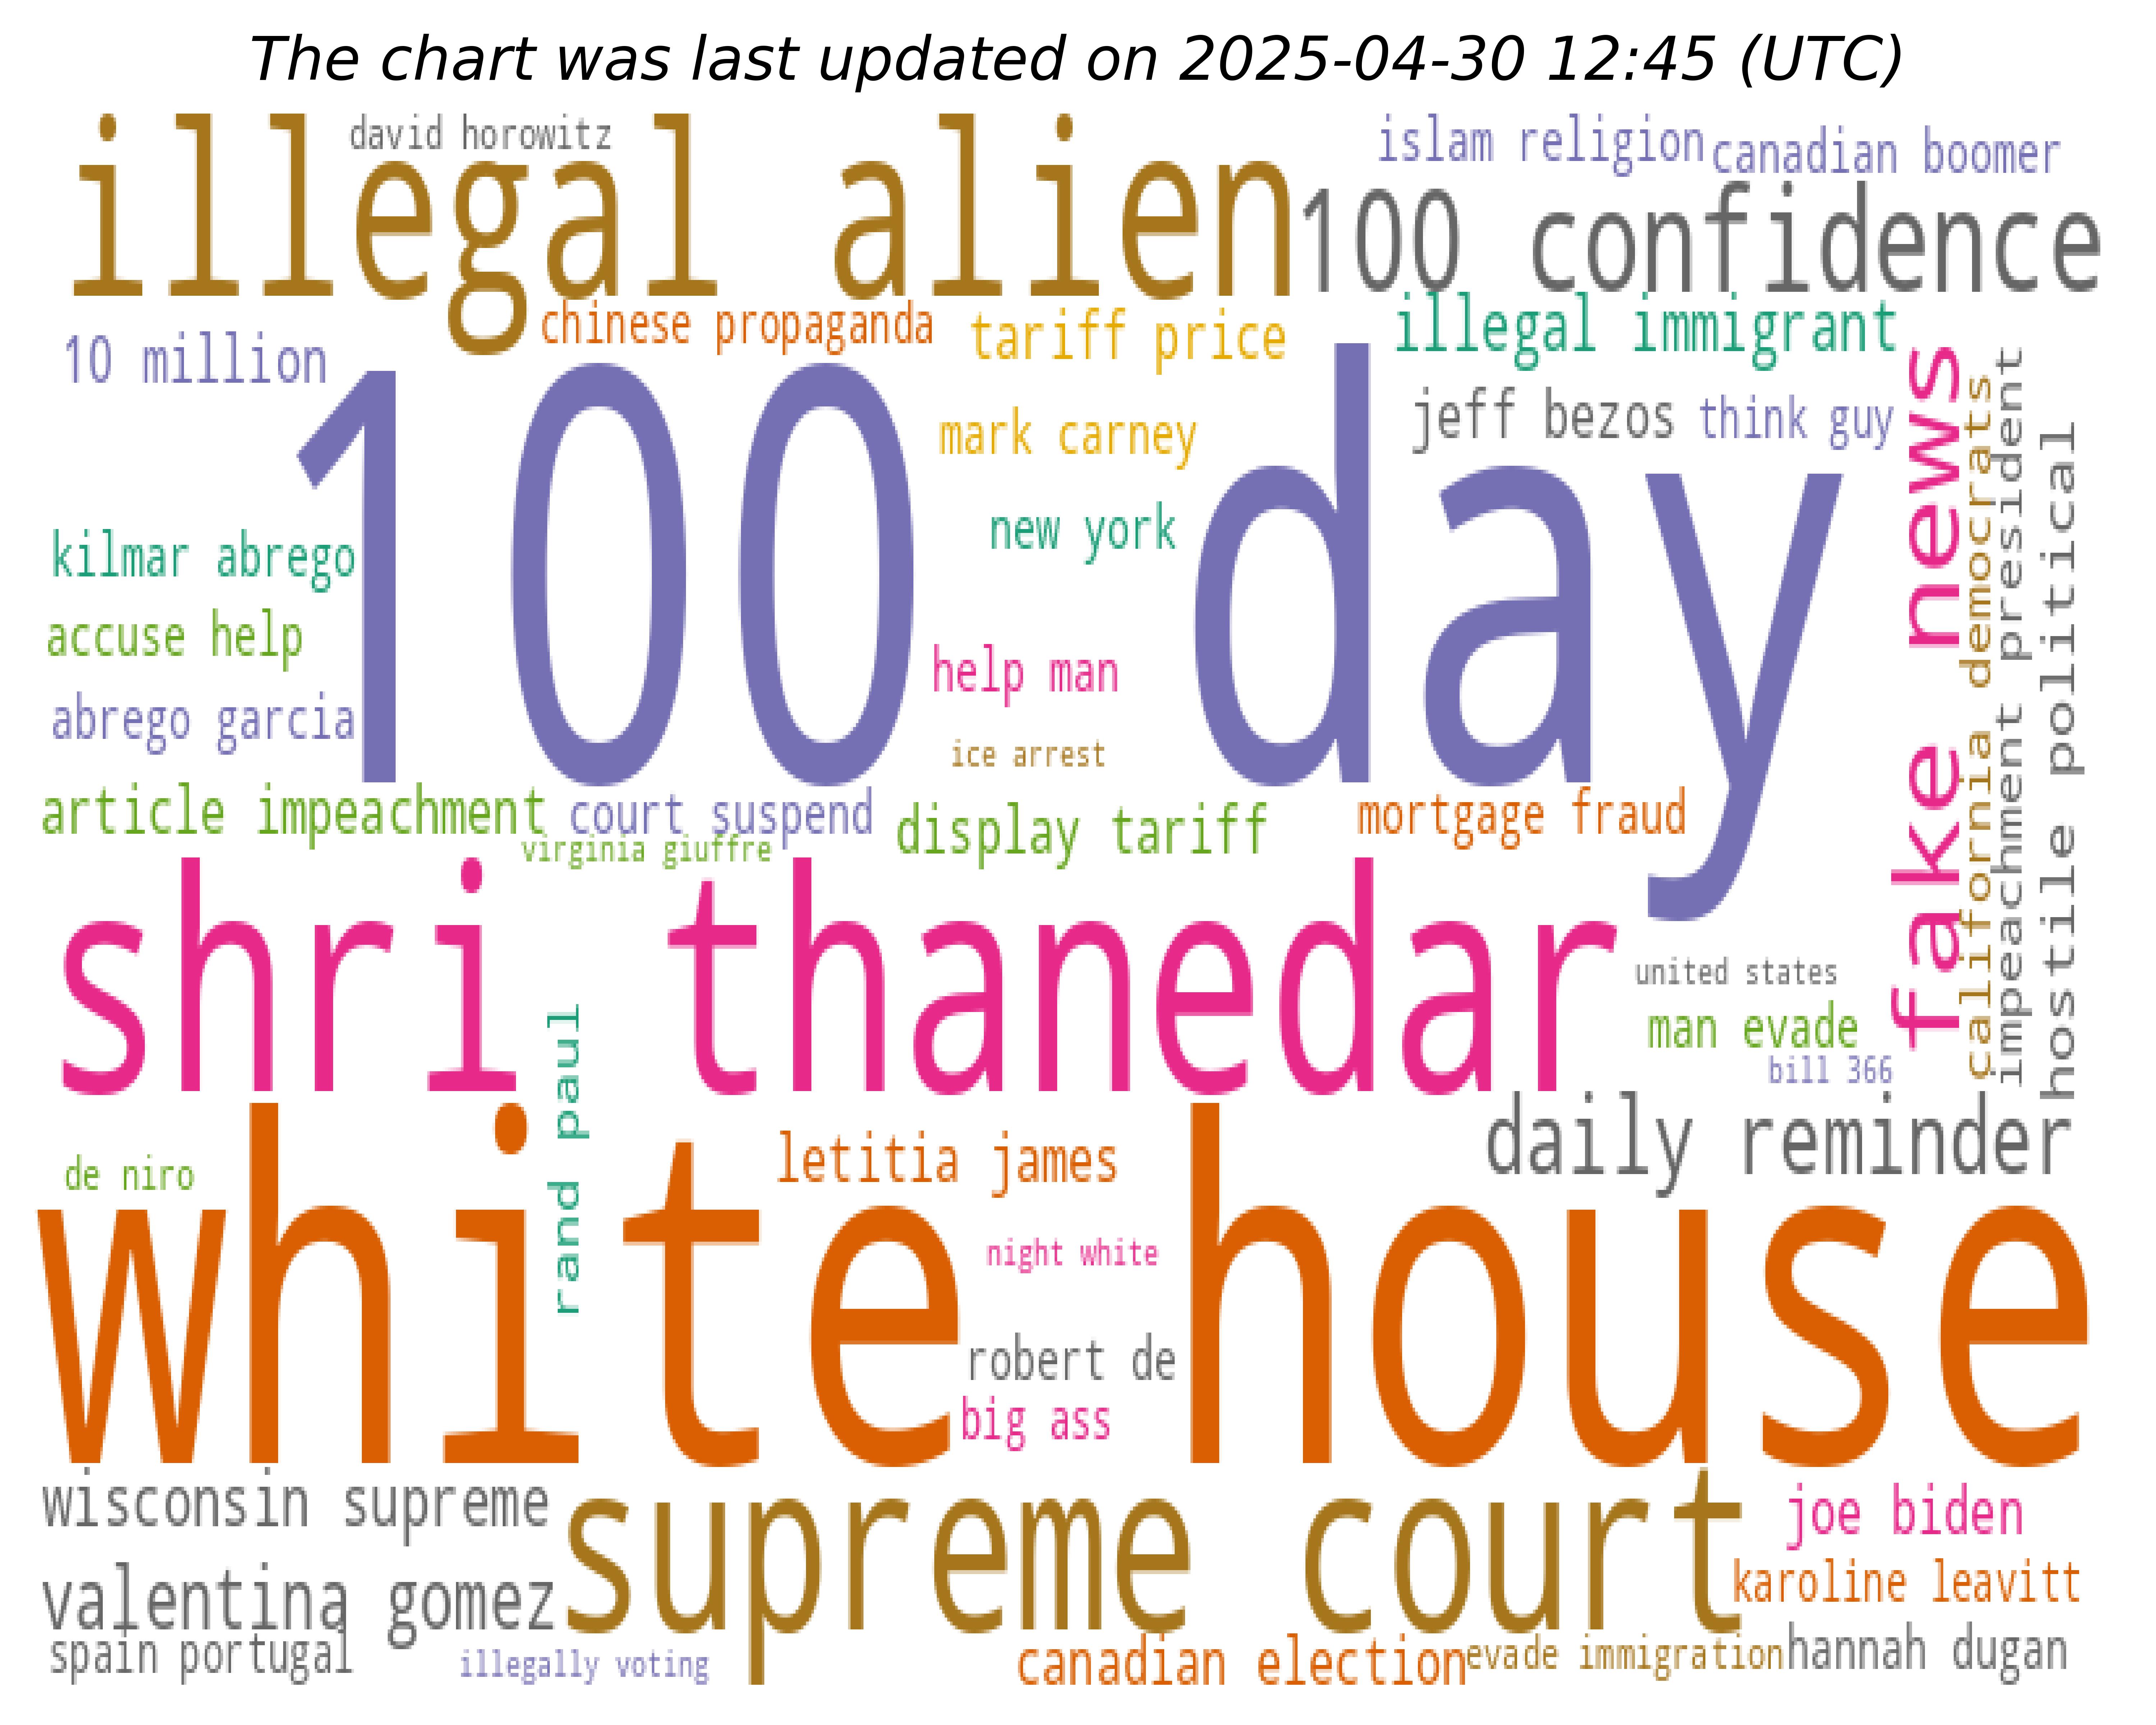 The chart was last updated on 2025-04-30 12:45 (UTC)
illegal alien
david horowitz
islam religion
canadian boomer
100 confidence
chinese propaganda
tariff price
illegal immigrant
10 million
100 day
mark carney
jeff bezos
think guy
new york
kilmar abrego
accuse help
help man
abrego garcia
ice arrest
fake news
california democrats
impeachment president
hostile political
article impeachment
court suspend
display tariff
mortgage fraud
virginia giuffre
shri thanedar
united states
man evade
bill 366
rand paul
daily reminder
letitia james
de niro
white house
night white
robert de
big ass
wisconsin supreme
supreme court
joe biden
valentina gomez
karoline leavitt
spain portugal
illegally voting
canadian election
evade immigration
hannah dugan